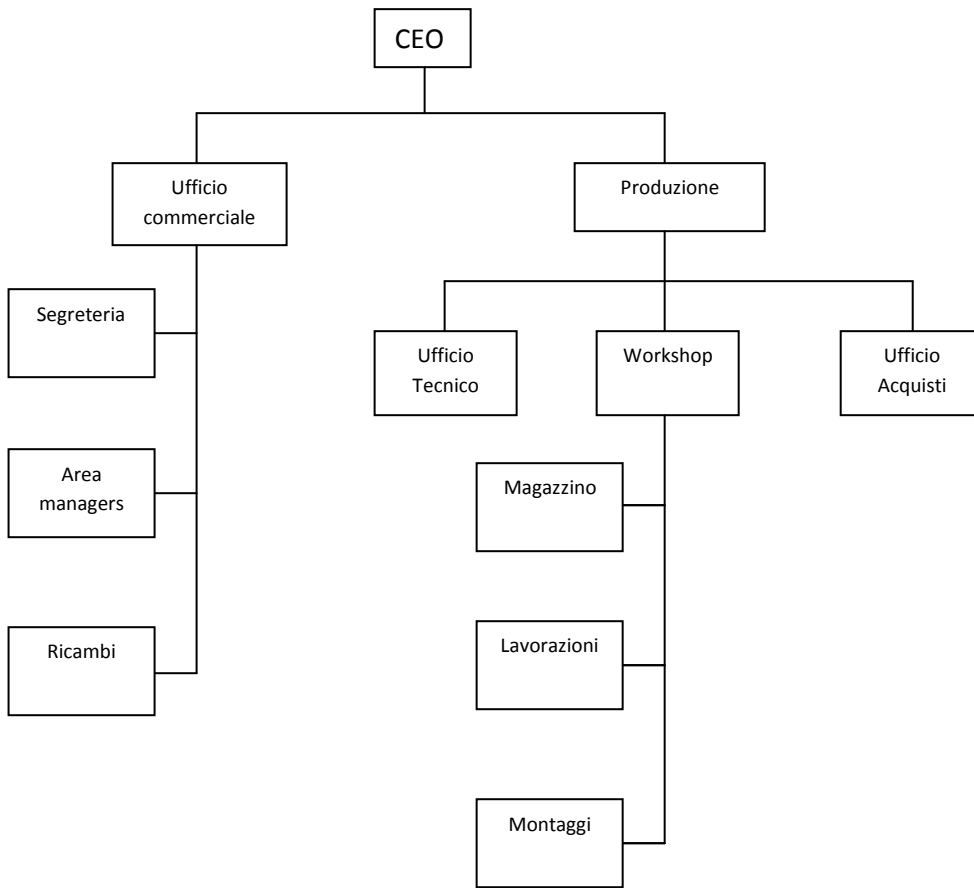 CEO
Ufficio
commerciale
Produzione
Segreteria
Ufficio
Tecnico
Workshop
Ufficio
Acquisti
Area
managers
Magazzino
Ricambi
Lavorazioni
Montaggi